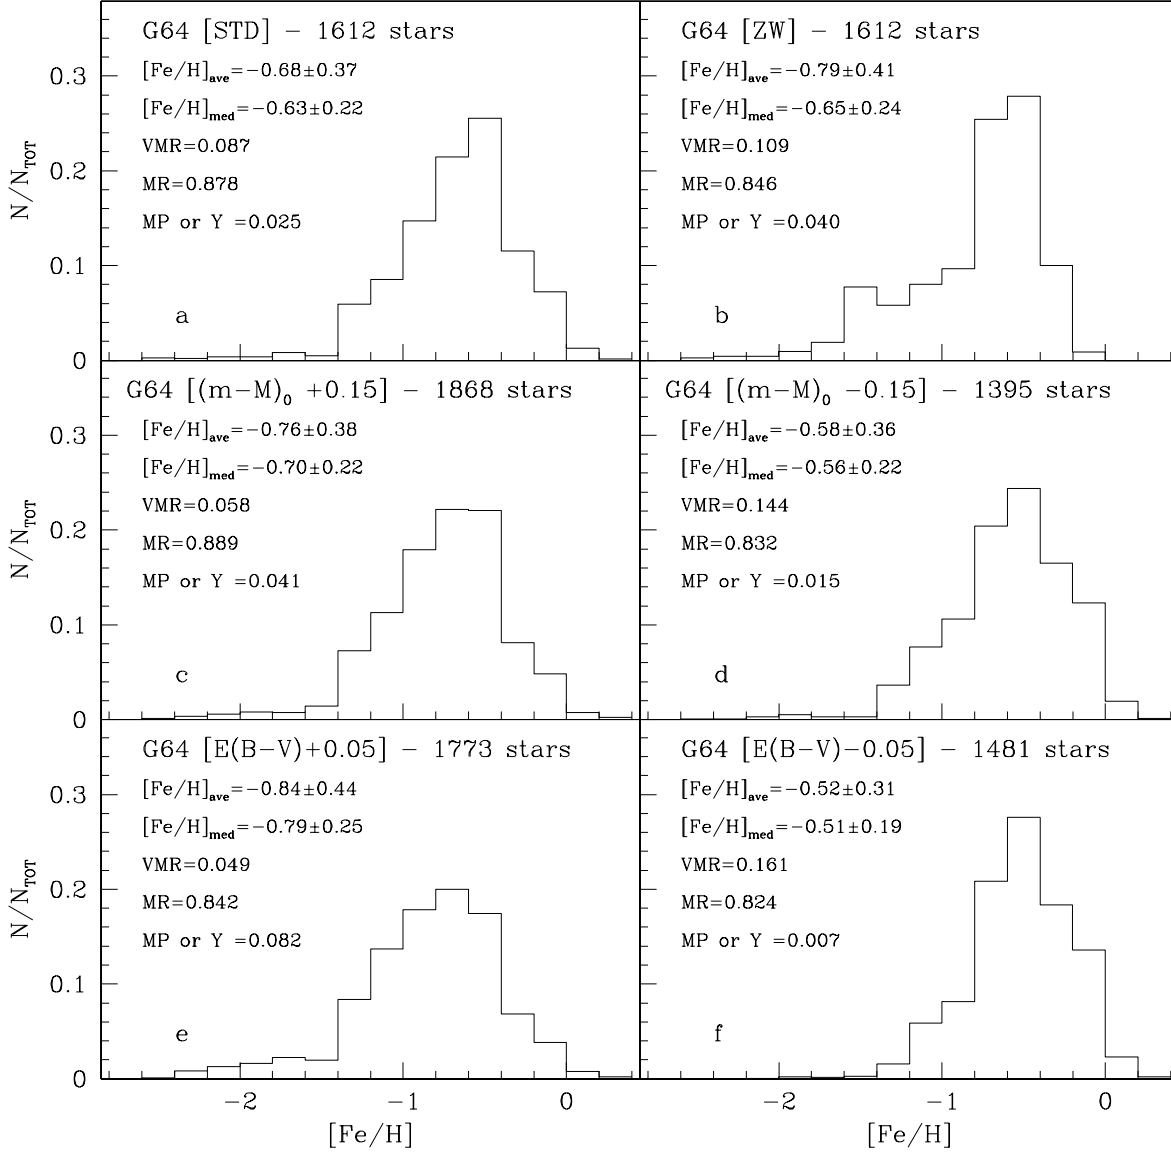 G64 [STD] − 1612 stars
[Fe/H]ave=−0.68±0.37
[Fe/H]med=−0.63±0.22
VMR=0.087
MR=0.878
MP or Y =0.025
a
N/NTOT
0.3
0.2
0.1
0
G64 [ZW] − 1612 stars
[Fe/H]ave=−0.79±0.41
[Fe/H]med=−0.65±0.24
VMR=0.109
MR=0.846
MP or Y =0.040
b
G64 [(m−M)0 +0.15] − 1868 stars
[Fe/H]ave=−0.76±0.38
[Fe/H]med=−0.70±0.22
VMR=0.058
MR=0.889
MP or Y =0.041
c
N/NTOT
0.3
0.2
0.1
0
G64 [(m−M)0 −0.15] − 1395 stars
[Fe/H]ave=−0.58±0.36
[Fe/H]med=−0.56±0.22
VMR=0.144
MR=0.832
MP or Y =0.015
d
G64 [E(B−V)+0.05] − 1773 stars
[Fe/H]ave=−0.84±0.44
[Fe/H]med=−0.79±0.25
VMR=0.049
MR=0.842
MP or Y =0.082
e
N/NTOT
0.3
0.2
0.1
0
G64 [E(B−V)−0.05] − 1481 stars
[Fe/H]ave=−0.52±0.31
[Fe/H]med=−0.51±0.19
VMR=0.161
MR=0.824
MP or Y =0.007
f
−2 −1 0
−2 −1 0
[Fe/H]
[Fe/H]